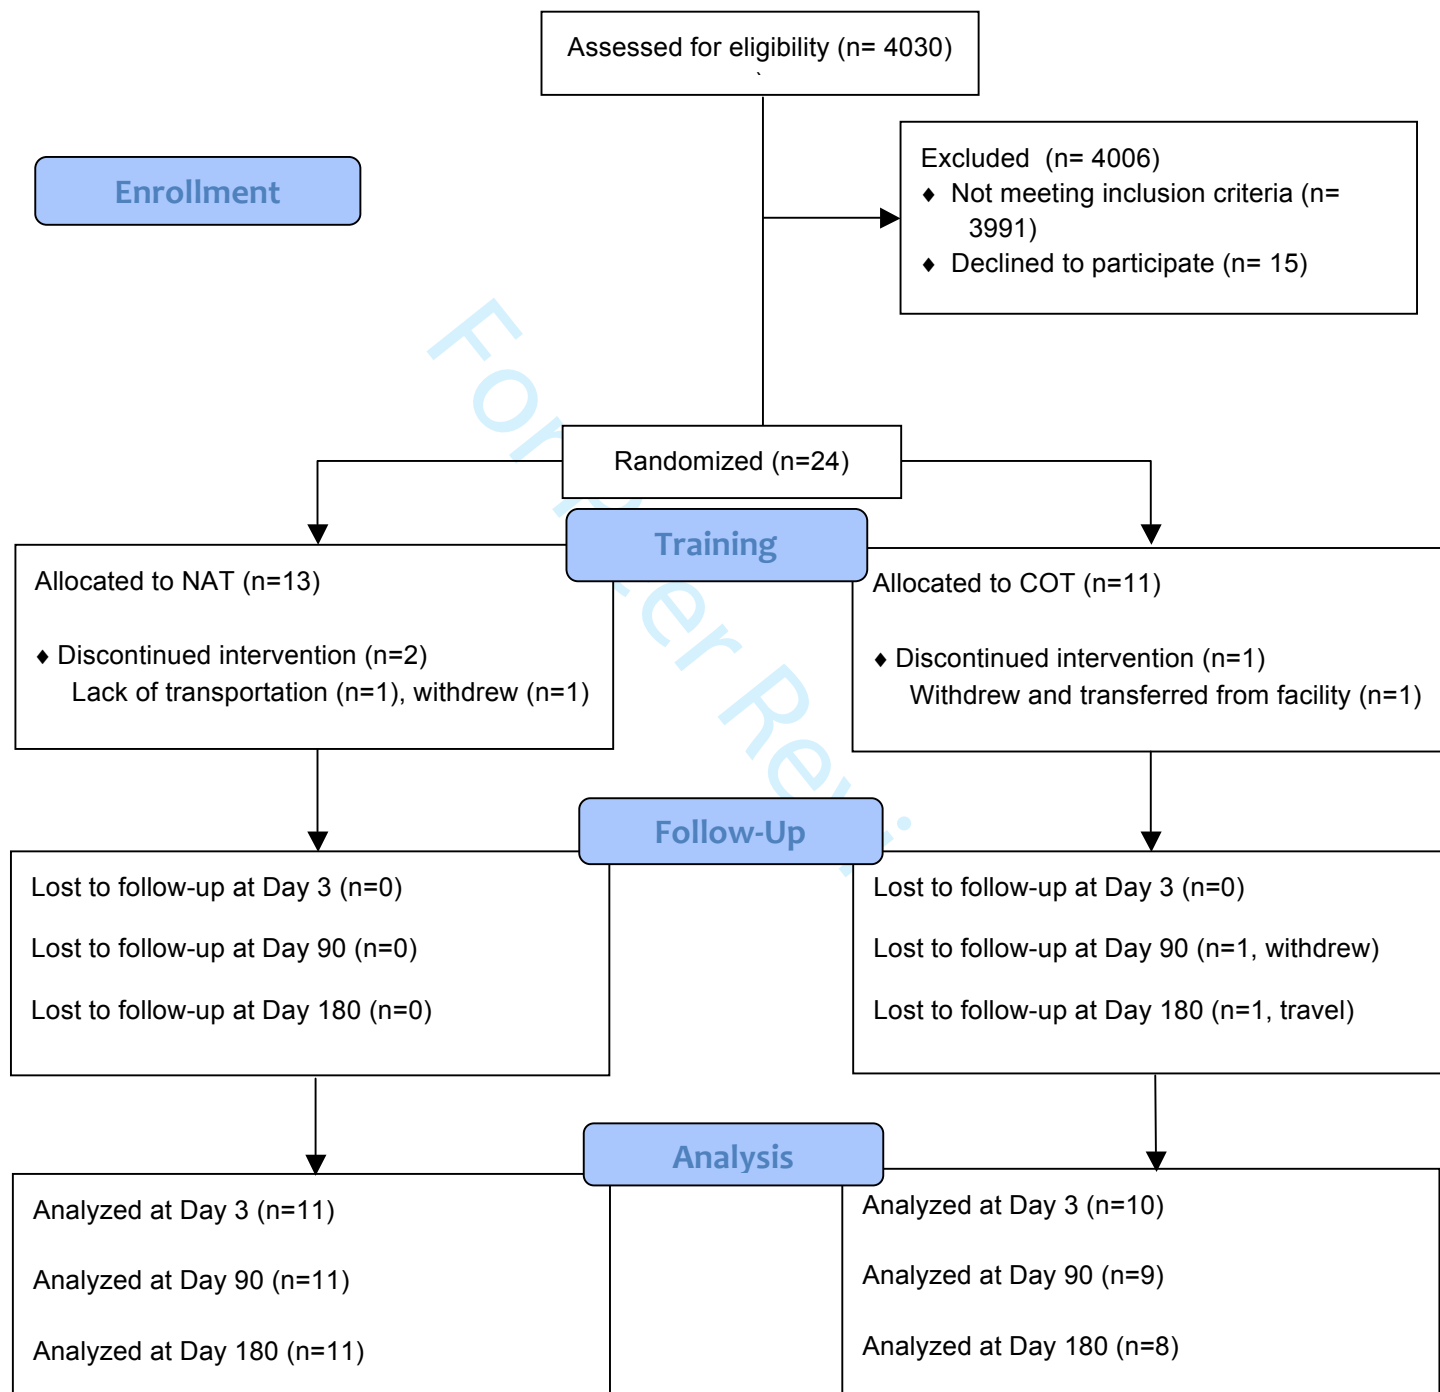 Assessed for eligibility (n= 4030)
Enrollment
Excluded  (n= 4006)
♦ Not meeting inclusion criteria (n=
3991)
♦ Declined to participate (n= 15)
Randomized (n=24)
Training
Allocated to NAT (n=13)
♦ Discontinued intervention (n=2)
Lack of transportation (n=1), withdrew (n=1)
Allocated to COT (n=11)
♦ Discontinued intervention (n=1)
Withdrew and transferred from facility (n=1)
Follow-Up
Lost to follow-up at Day 3 (n=0)
Lost to follow-up at Day 90 (n=0)
Lost to follow-up at Day 180 (n=0)
Lost to follow-up at Day 3 (n=0)
Lost to follow-up at Day 90 (n=1, withdrew)
Lost to follow-up at Day 180 (n=1, travel)
Analysis
Analyzed at Day 3 (n=11)
Analyzed at Day 90 (n=11)
Analyzed at Day 180 (n=11)
Analyzed at Day 3 (n=10)
Analyzed at Day 90 (n=9)
Analyzed at Day 180 (n=8)